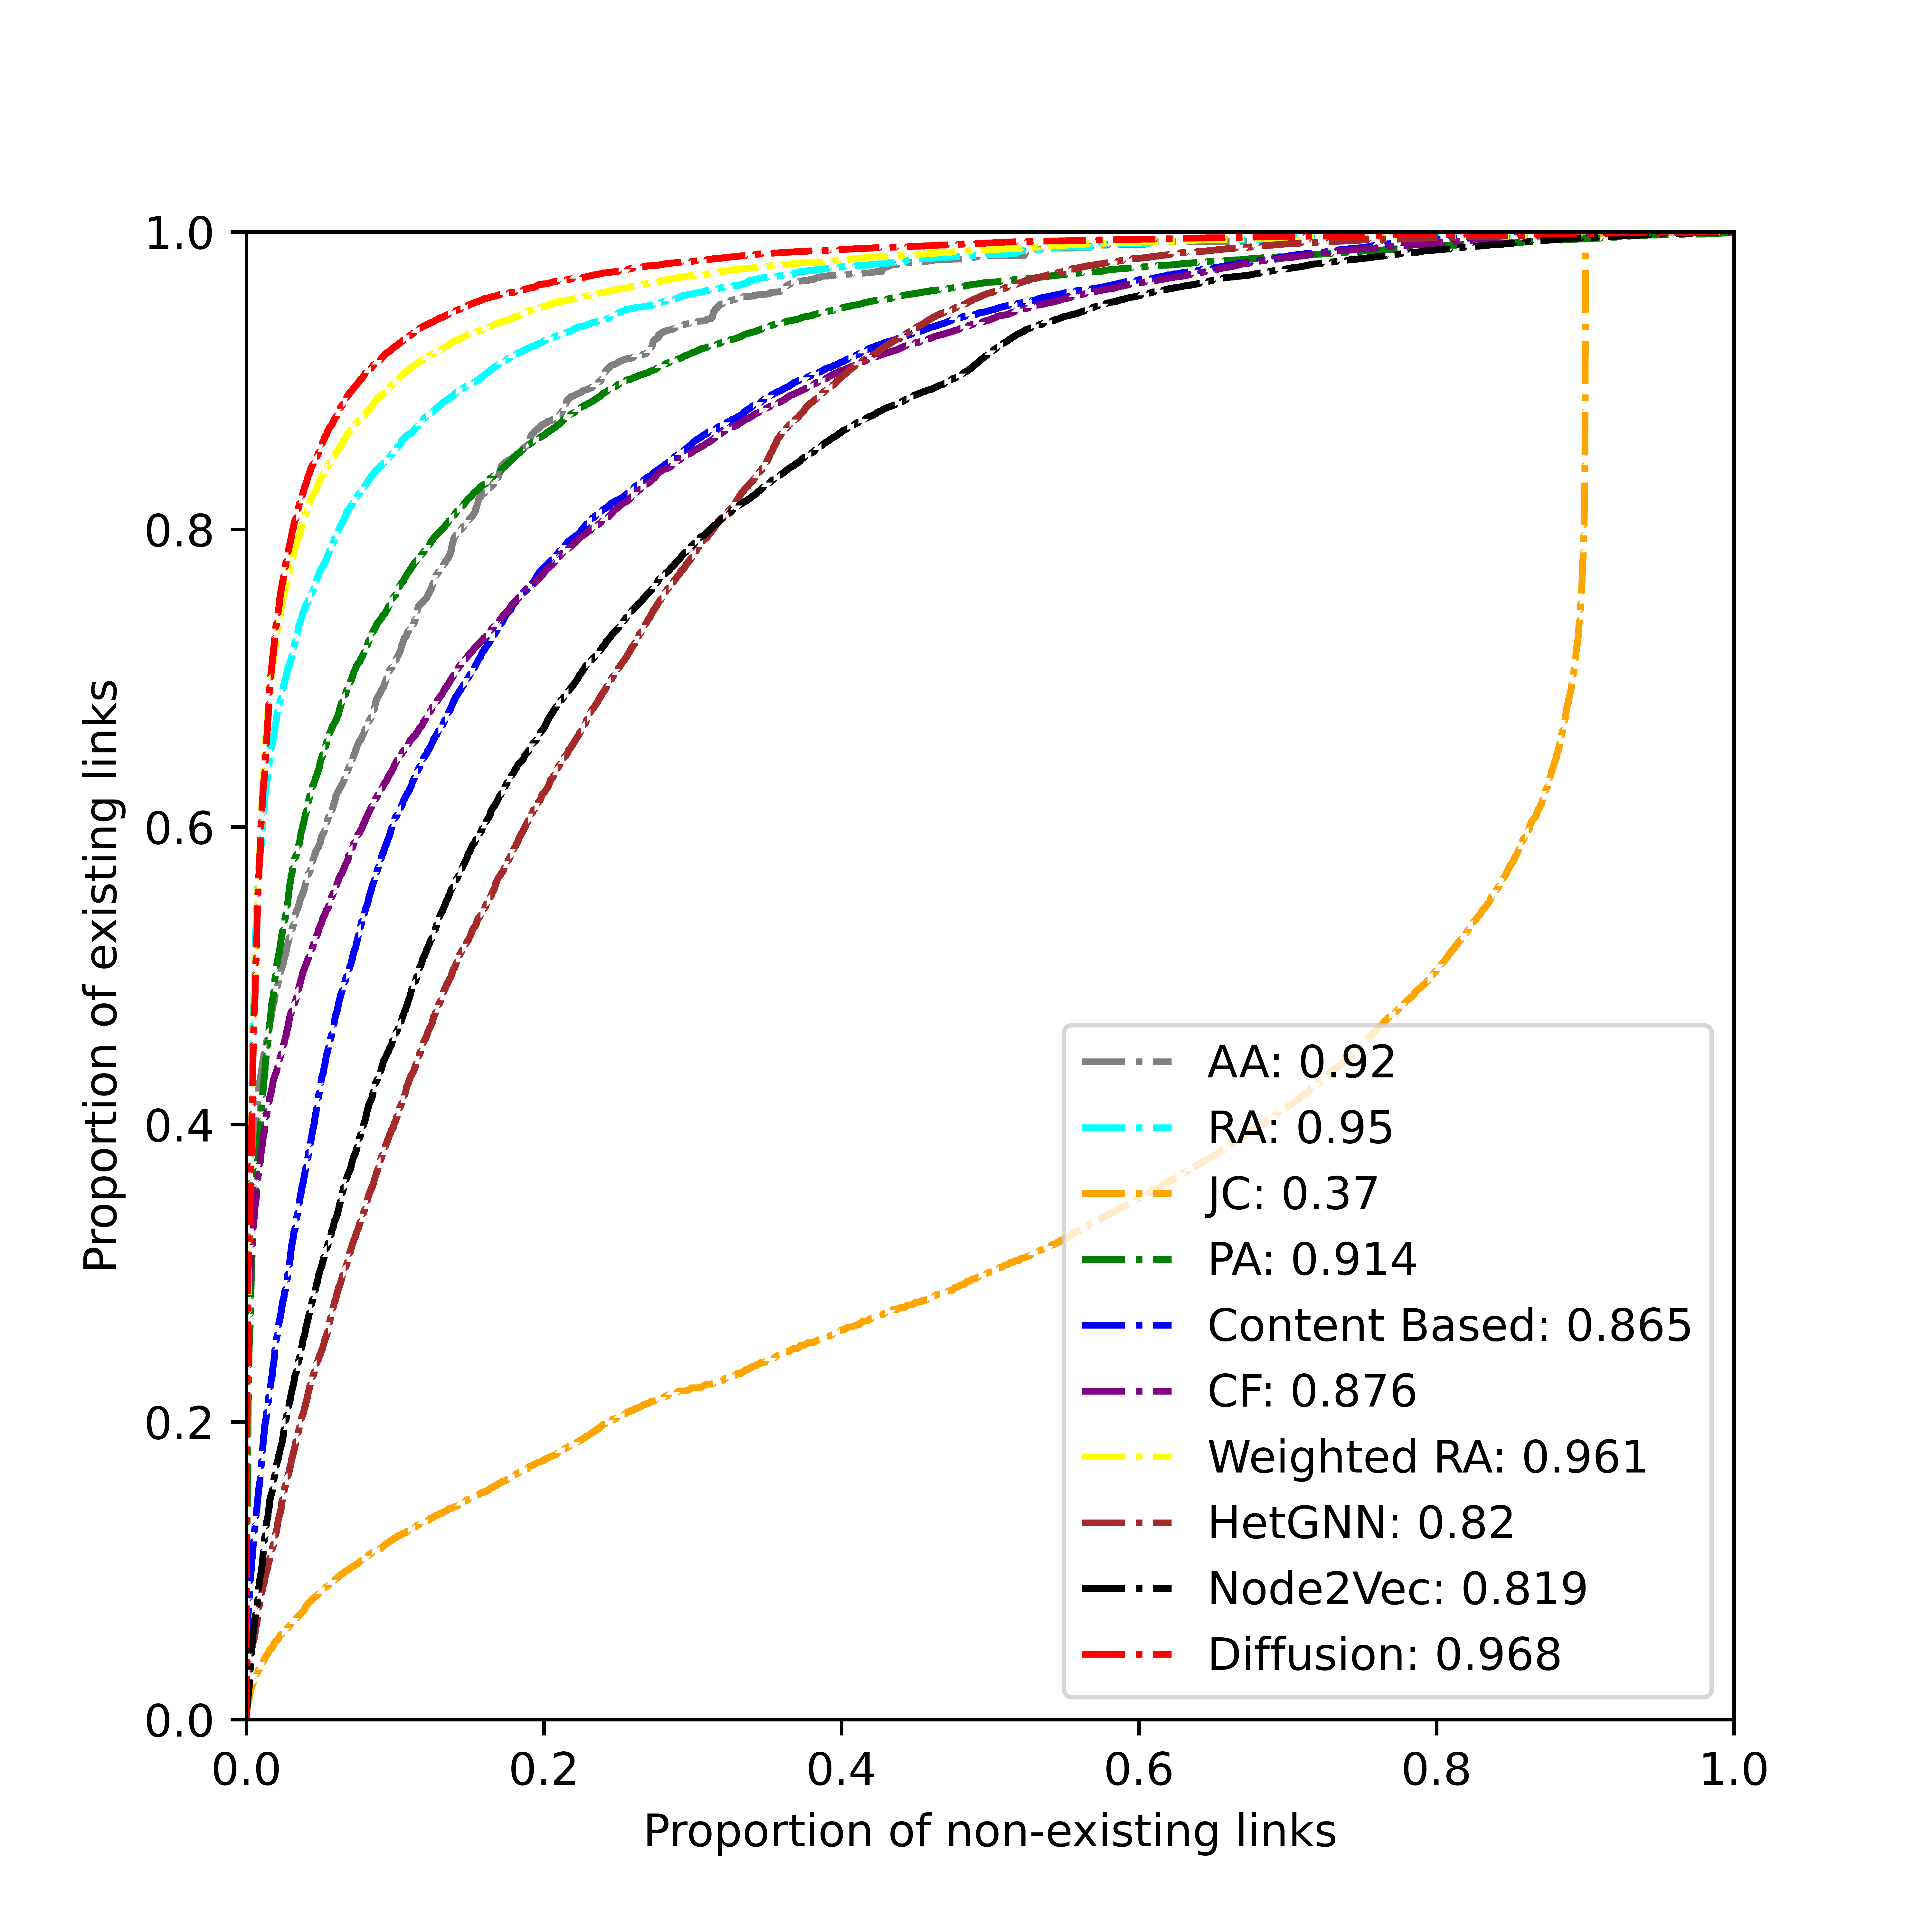 1.0
0.8
0.6
0.4
0.2
0.0
Proportion of existing links
AA: 0.92
RA: 0.95
JC: 0.37
PA: 0.914
Content Based: 0.865
CF: 0.876
Weighted RA: 0.961
HetGNN: 0.82
Node2Vec: 0.819
Diffusion: 0.968
0.0 0.2 0.4 0.6 0.8 1.0
Proportion of non-existing links